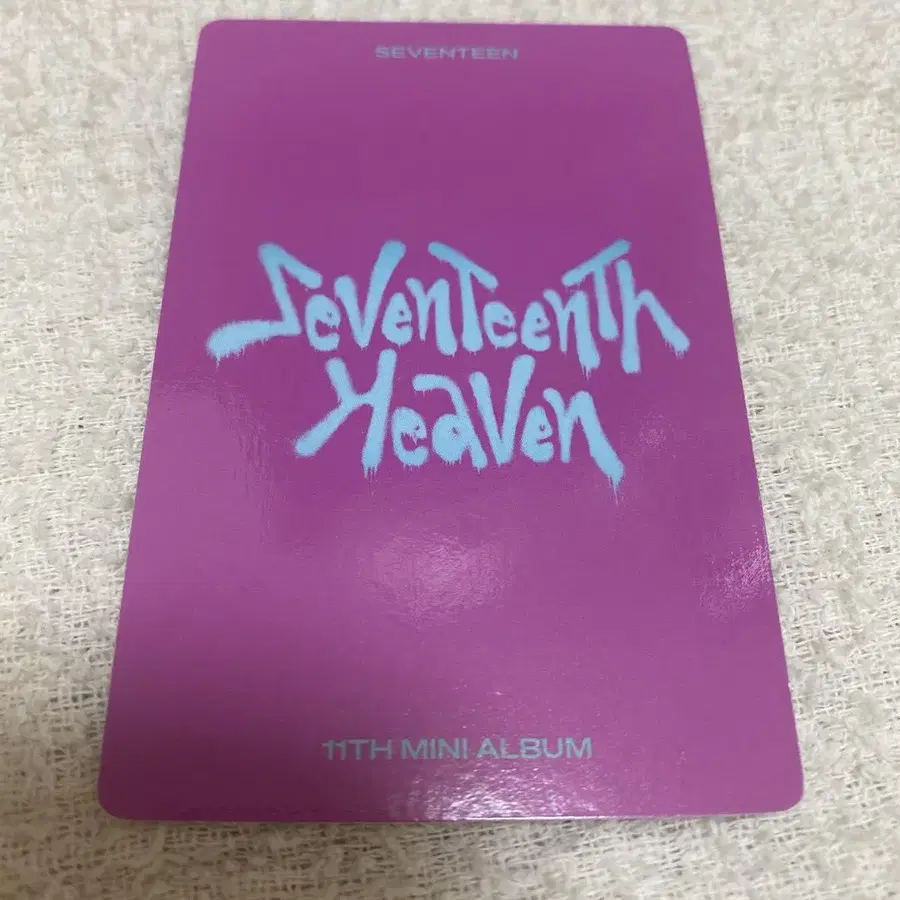 SEVENTEEN
SevenTeenTh
Heaven
11TH MINI ALBUM